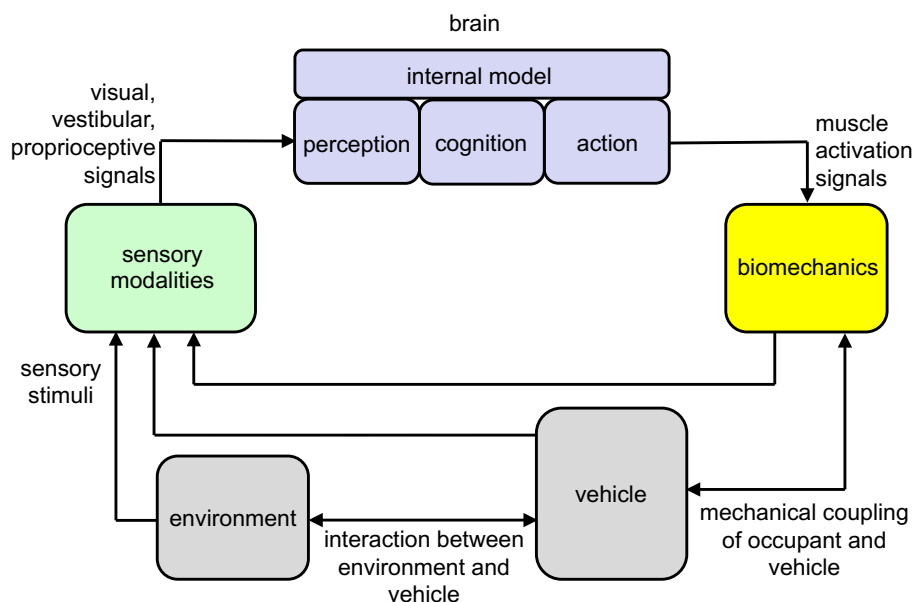 brain
internal model
perception
cognition
action
visual,
vestibular,
proprioceptive
signals
muscle
activation
signals
sensory
modalities
biomechanics
sensory
stimuli
vehicle
environment
interaction between
environment and
vehicle
mechanical coupling
of occupant and
vehicle